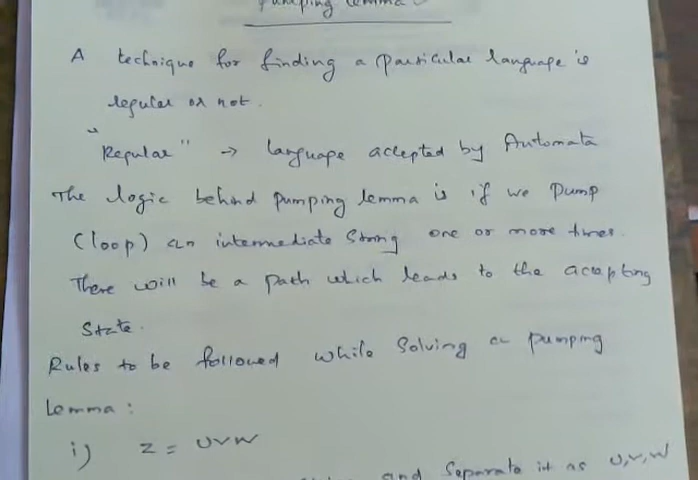 Pumping lemma
A technique for finding a particular language is
regular or not.
"Regular" → language accepted by Automata
The logic behind pumping lemma is if we Pump
(loop) an intermediate String one or more times.
There will be a path which leads to the accepting
State.
Rules to be followed while Solving a pumping
Lemma :
i) Z = UVW
and Separate it as U,V,W